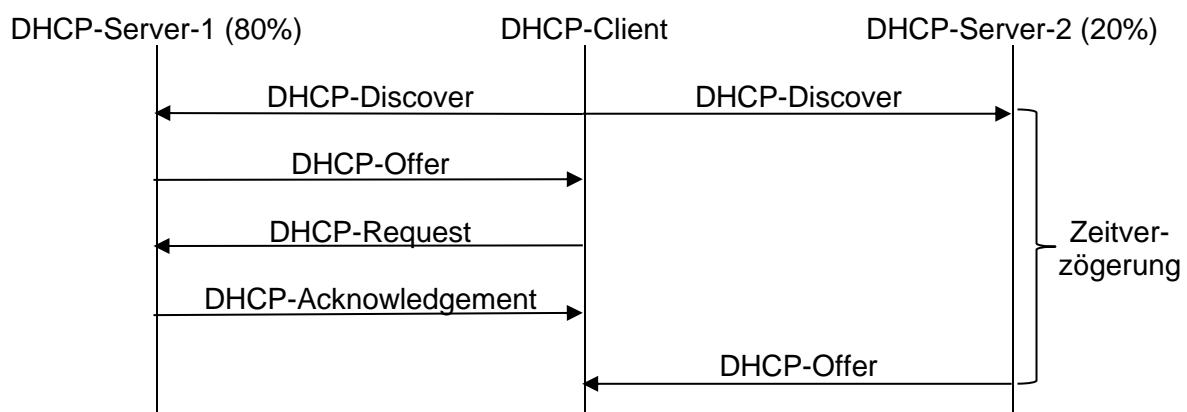 DHCP-Server-1 (80%) DHCP-Client DHCP-Server-2 (20%)
DHCP-Discover DHCP-Discover
DHCP-Offer
DHCP-Request
Zeitver-
zögerung
DHCP-Acknowledgement
DHCP-Offer